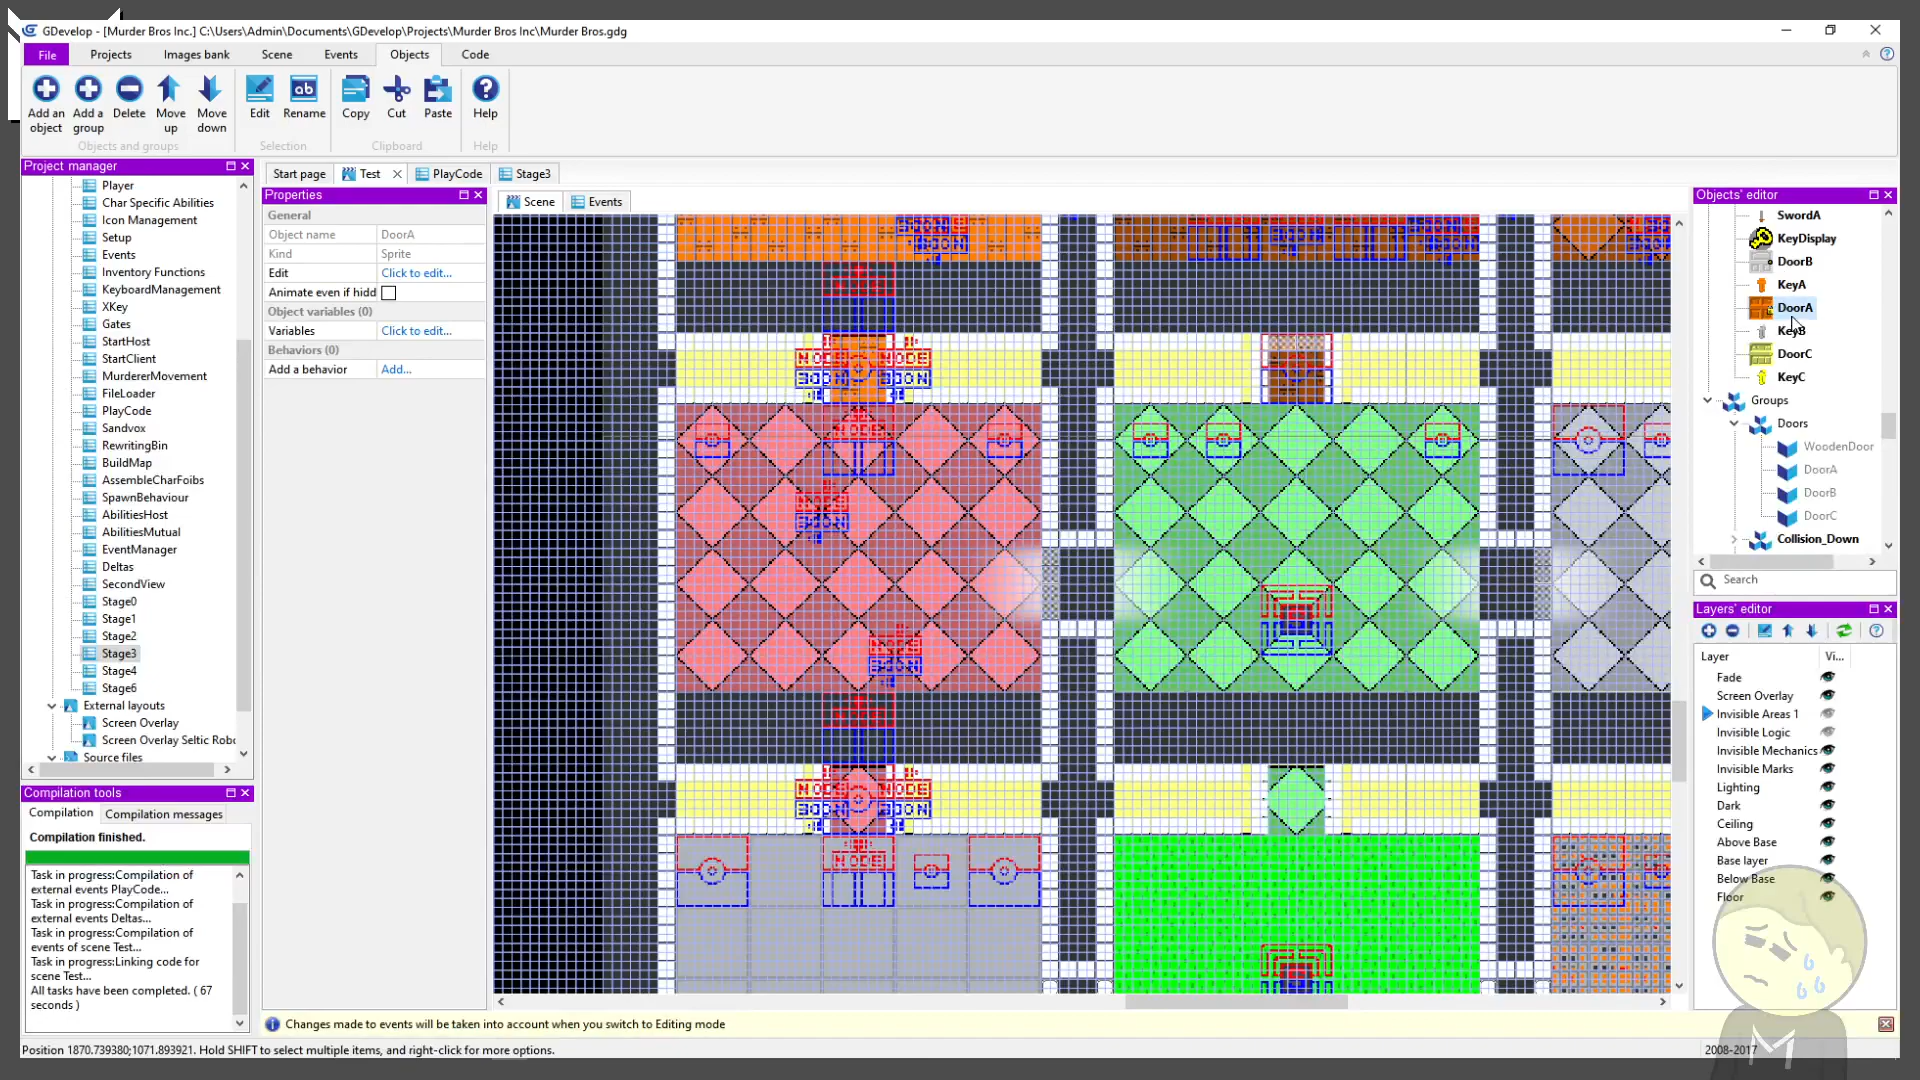 GDevelop - [Murder Bros Inc.] C:\Users\Admin\Documents\GDevelop\Projects\Murder Bros Inc\Murder Bros.gdg
File Projects Images bank Scene Events Objects Code
Add an object
Add a group
Delete
Move up
Move down
Edit
Rename
Copy
Cut
Paste
Help
Objects and groups
Selection
Clipboard
Help
Project manager
Player
Char Specific Abilities
Icon Management
Setup
Events
Inventory Functions
KeyboardManagement
XKey
Gates
StartHost
StartClient
MurdererMovement
FileLoader
PlayCode
Sandvox
RewritingBin
BuildMap
AssembleCharFoibs
SpawnBehaviour
AbilitiesHost
AbilitiesMutual
EventManager
Deltas
SecondView
Stage0
Stage1
Stage2
Stage3
Stage4
Stage6
External layouts
Screen Overlay
Screen Overlay Seltic Robo
Source files
Compilation tools
Compilation Compilation messages
Compilation finished.
Task in progress:Compilation of
external events PlayCode...
Task in progress:Compilation of
external events Deltas...
Task in progress:Compilation of
events of scene Test...
Task in progress:Linking code for
scene Test...
All tasks have been completed. ( 67
seconds )
Start page Test PlayCode Stage3
Properties
General
Object name DoorA
Kind Sprite
Edit Click to edit...
Animate even if hidd
Object variables (0)
Variables Click to edit...
Behaviors (0)
Add a behavior Add...
Scene Events
NODE
NODE
NODE
NODE
NODE
NODE
Objects' editor
SwordA
KeyDisplay
DoorB
KeyA
DoorA
KeyB
DoorC
KeyC
Groups
Doors
WoodenDoor
DoorA
DoorB
DoorC
Collision_Down
Search
Layers' editor
Layer Vi...
Fade
Screen Overlay
Invisible Areas 1
Invisible Logic
Invisible Mechanics
Invisible Marks
Lighting
Dark
Ceiling
Above Base
Base layer
Below Base
Floor
Changes made to events will be taken into account when you switch to Editing mode
Position 1870.739380;1071.893921. Hold SHIFT to select multiple items, and right-click for more options.
2008-2017